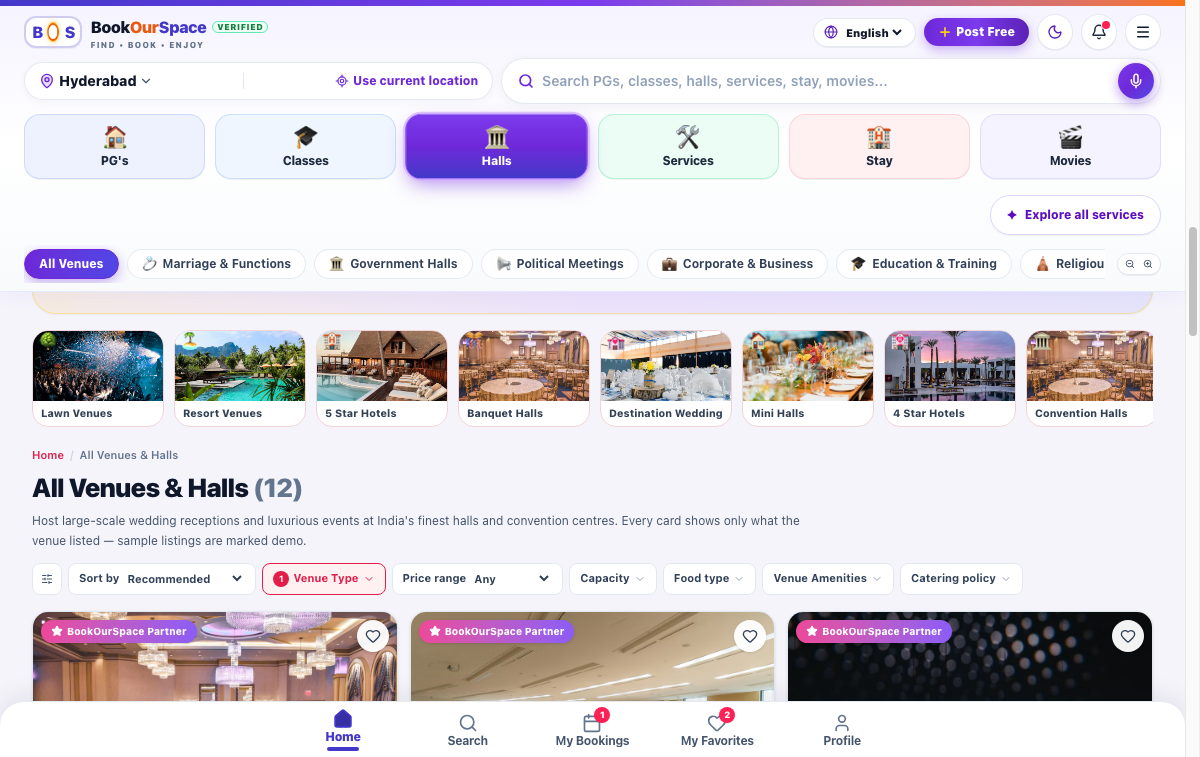 BOS BookOurSpace VERIFIED
FIND • BOOK • ENJOY
English
+ Post Free
Hyderabad
Use current location
Search PGs, classes, halls, services, stay, movies...
PG's
Classes
Halls
Services
Stay
Movies
Explore all services
All Venues
Marriage & Functions
Government Halls
Political Meetings
Corporate & Business
Education & Training
Religiou
Lawn Venues
Resort Venues
5 Star Hotels
Banquet Halls
Destination Wedding
Mini Halls
4 Star Hotels
Convention Halls
Home / All Venues & Halls
All Venues & Halls (12)
Host large-scale wedding receptions and luxurious events at India's finest halls and convention centres. Every card shows only what the
venue listed — sample listings are marked demo.
Sort by Recommended
1 Venue Type
Price range Any
Capacity
Food type
Venue Amenities
Catering policy
BookOurSpace Partner
BookOurSpace Partner
BookOurSpace Partner
Home
Search
1
My Bookings
2
My Favorites
Profile